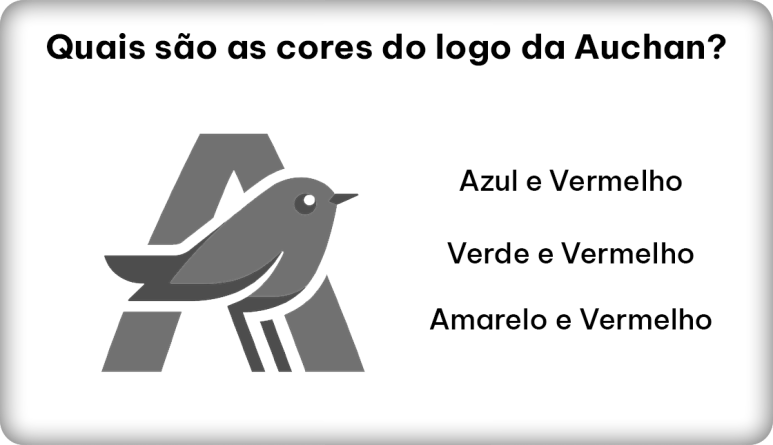 Quais são as cores do logo da Auchan?
Azul e Vermelho
Verde e Vermelho
Amarelo e Vermelho